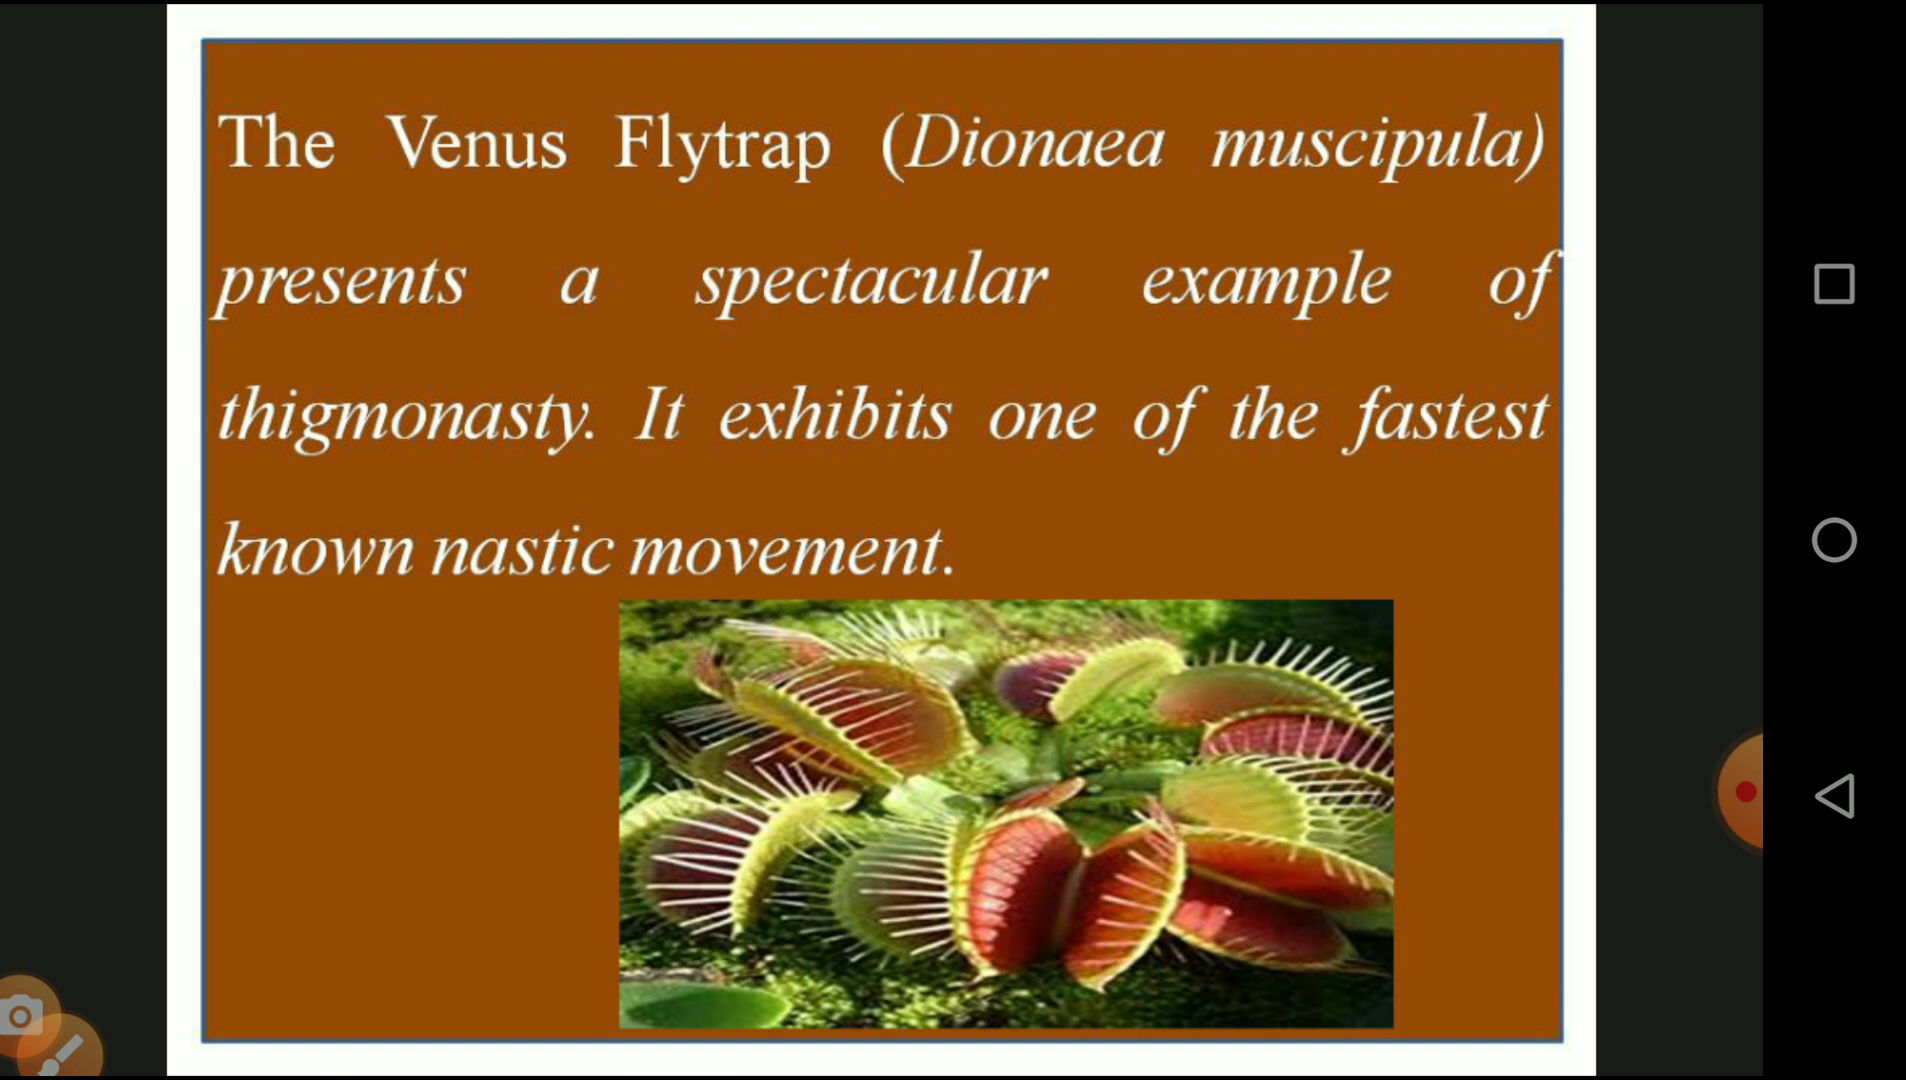 The Venus Flytrap (Dionaea muscipula)
presents a spectacular example of
thigmonasty. It exhibits one of the fastest
known nastic movement.